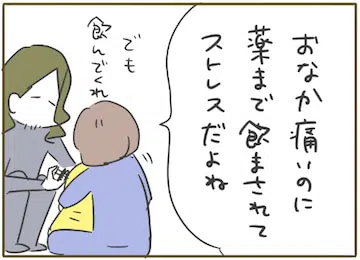 おなか痛いのに
薬まで飲まされて
ストレスだよね
でも
飲んでくれ